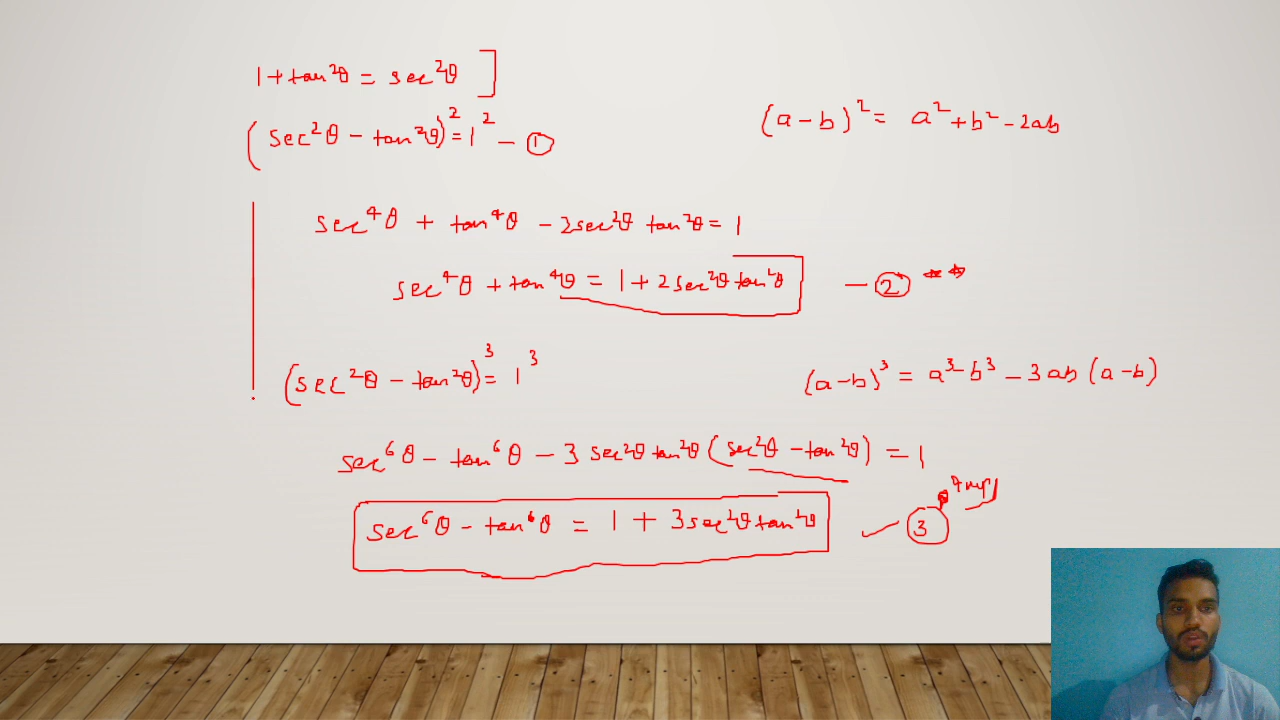 1 + tan²θ = sec²θ ]
(sec²θ - tan²θ)² = 1² - ①
(a - b)² = a² + b² - 2ab
sec⁴θ + tan⁴θ - 2sec²θ tan²θ = 1
sec⁴θ + tan⁴θ = 1 + 2sec²θ tan²θ - ② **
(sec²θ - tan²θ)³ = 1³
(a-b)³ = a³ - b³ - 3ab (a-b)
sec⁶θ - tan⁶θ - 3 sec²θ tan²θ (sec²θ - tan²θ) = 1
sec⁶θ - tan⁶θ = 1 + 3sec²θ tan²θ ✓ ③